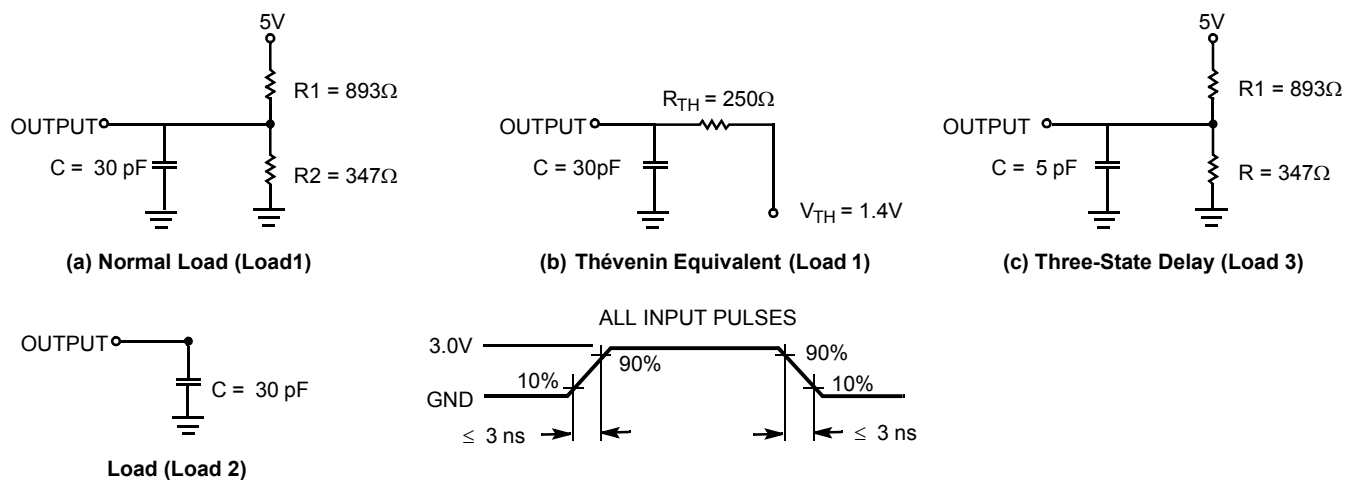 5V
R1 = 893Ω
OUTPUT
C = 30 pF
R2 = 347Ω
(a) Normal Load (Load1)
RTH = 250Ω
OUTPUT
C = 30pF
VTH = 1.4V
(b) Thévenin Equivalent (Load 1)
5V
R1 = 893Ω
OUTPUT
C = 5 pF
R = 347Ω
(c) Three-State Delay (Load 3)
OUTPUT
C = 30 pF
Load (Load 2)
ALL INPUT PULSES
3.0V
90%
90%
10%
10%
GND
≤ 3 ns
≤ 3 ns